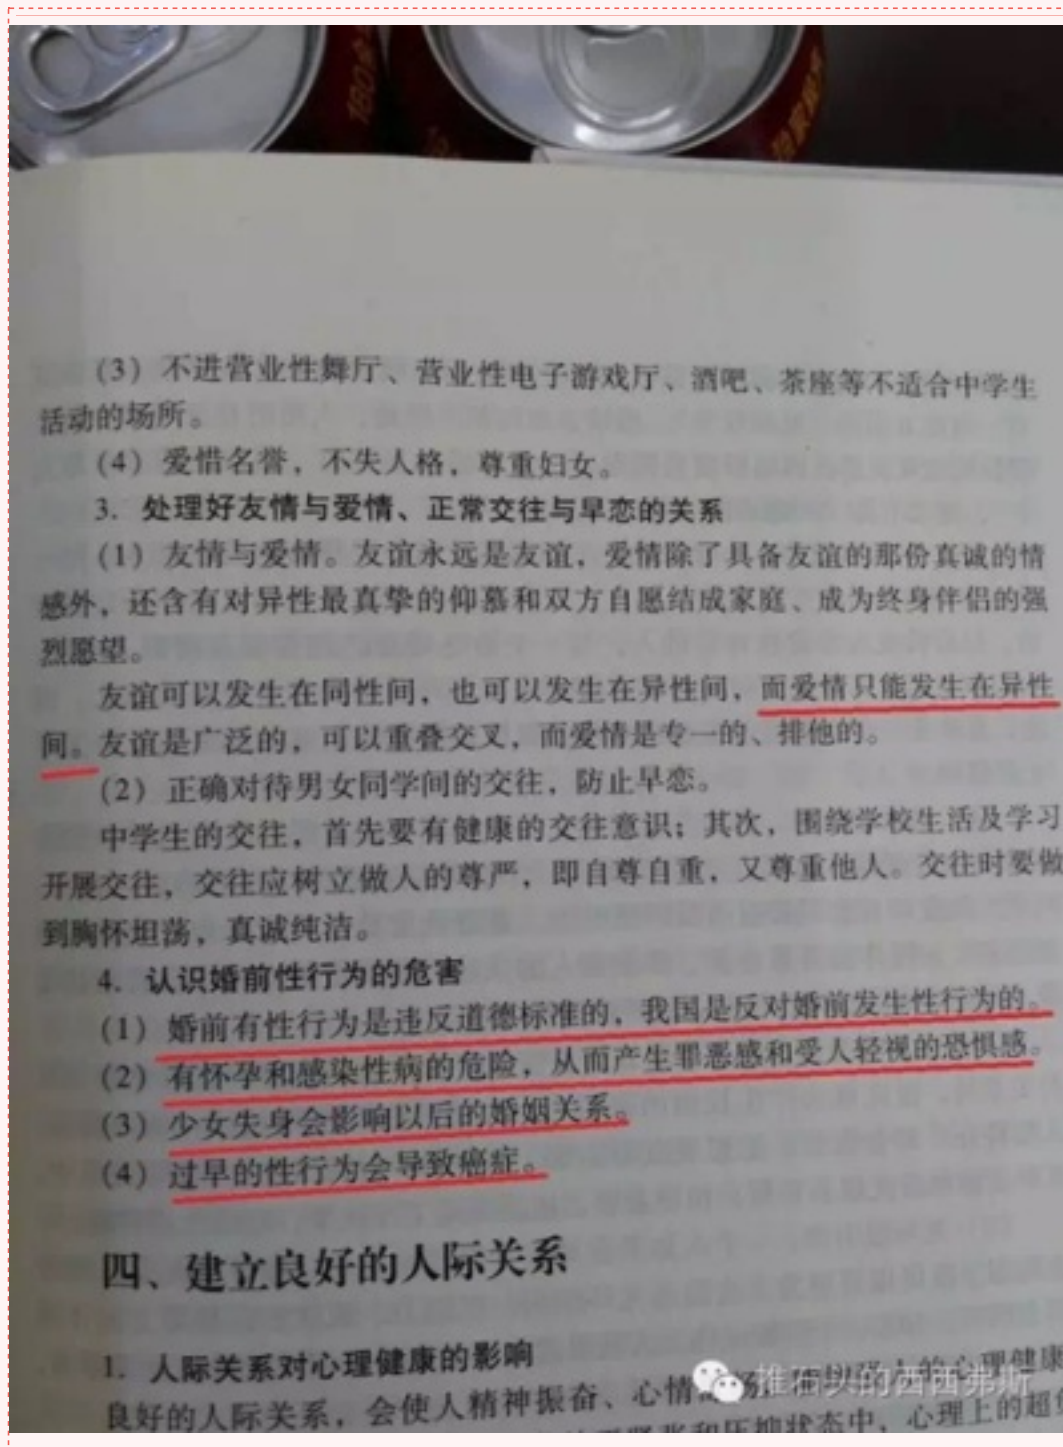 180
(3) 不进营业性舞厅、营业性电子游戏厅、酒吧、茶座等不适合中学生
活动的场所。
(4) 爱惜名誉，不失人格，尊重妇女。
3. 处理好友情与爱情、正常交往与早恋的关系
(1) 友情与爱情。友谊永远是友谊，爱情除了具备友谊的那份真诚的情
感外，还含有对异性最真挚的仰慕和双方自愿结成家庭、成为终身伴侣的强
烈愿望。
友谊可以发生在同性间，也可以发生在异性间，而爱情只能发生在异性
间。友谊是广泛的，可以重叠交叉，而爱情是专一的、排他的。
(2) 正确对待男女同学间的交往，防止早恋。
中学生的交往，首先要有健康的交往意识；其次，围绕学校生活及学习
开展交往，交往应树立做人的尊严，即自尊自重，又尊重他人。交往时要做
到胸怀坦荡，真诚纯洁。
4. 认识婚前性行为的危害
(1) 婚前有性行为是违反道德标准的，我国是反对婚前发生性行为的。
(2) 有怀孕和感染性病的危险，从而产生罪恶感和受人轻视的恐惧感。
(3) 少女失身会影响以后的婚姻关系。
(4) 过早的性行为会导致癌症。
四、建立良好的人际关系
1. 人际关系对心理健康的影响
良好的人际关系，会使人精神振奋、心情 的心理健康
状态中，心理上的超
的西西弗斯